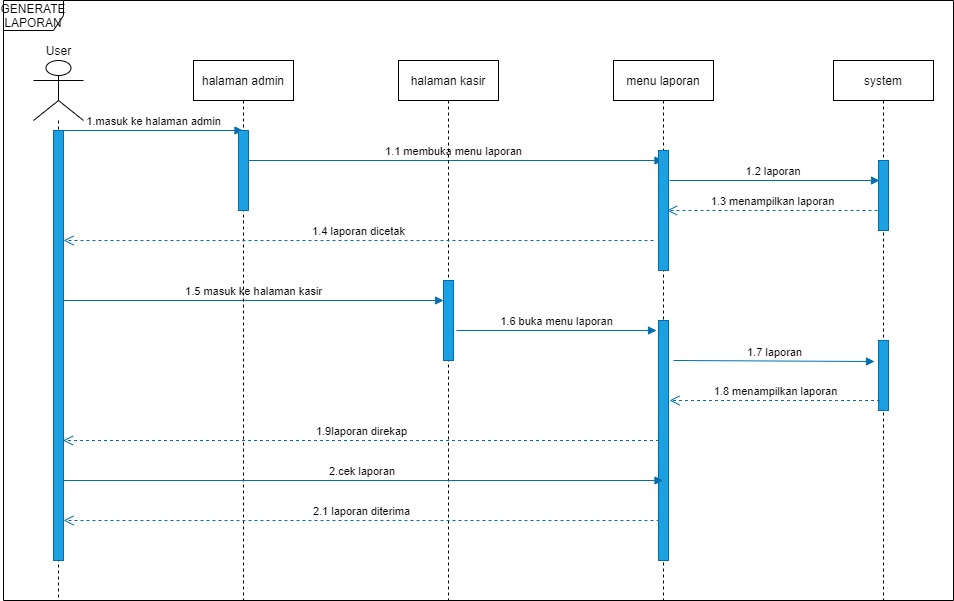 GENERATE
LAPORAN
User
halaman admin
halaman kasir
menu laporan
system
1.masuk ke halaman admin
1.1 membuka menu laporan
1.2 laporan
1.3 menampilkan laporan
1.4 laporan dicetak
1.5 masuk ke halaman kasir
1.6 buka menu laporan
1.7 laporan
1.8 menampilkan laporan
1.9laporan direkap
2.cek laporan
2.1 laporan diterima